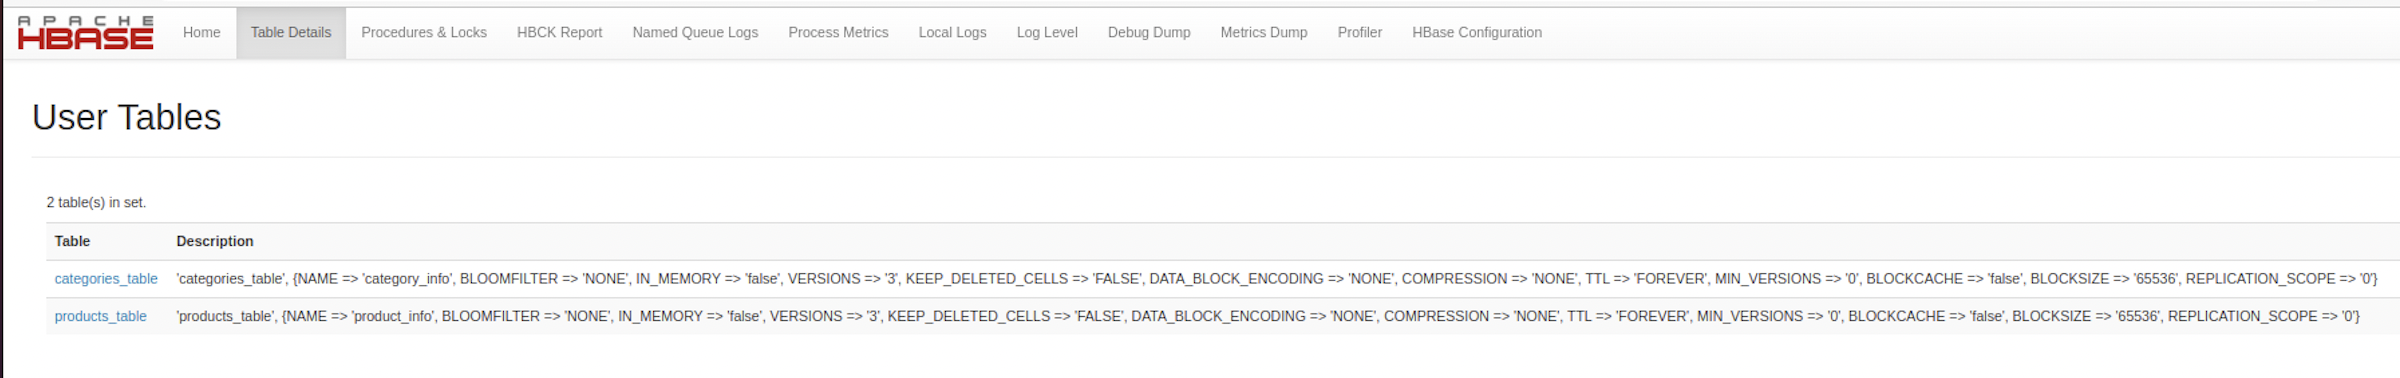 APACHE
HBASE
Home Table Details Procedures & Locks HBCK Report Named Queue Logs Process Metrics Local Logs Log Level Debug Dump Metrics Dump Profiler HBase Configuration
User Tables
2 table(s) in set.
Table Description
categories_table 'categories_table', {NAME => 'category_info', BLOOMFILTER => 'NONE', IN_MEMORY => 'false', VERSIONS => '3', KEEP_DELETED_CELLS => 'FALSE', DATA_BLOCK_ENCODING => 'NONE', COMPRESSION => 'NONE', TTL => 'FOREVER', MIN_VERSIONS => '0', BLOCKCACHE => 'false', BLOCKSIZE => '65536', REPLICATION_SCOPE => '0'}
products_table 'products_table', {NAME => 'product_info', BLOOMFILTER => 'NONE', IN_MEMORY => 'false', VERSIONS => '3', KEEP_DELETED_CELLS => 'FALSE', DATA_BLOCK_ENCODING => 'NONE', COMPRESSION => 'NONE', TTL => 'FOREVER', MIN_VERSIONS => '0', BLOCKCACHE => 'false', BLOCKSIZE => '65536', REPLICATION_SCOPE => '0'}